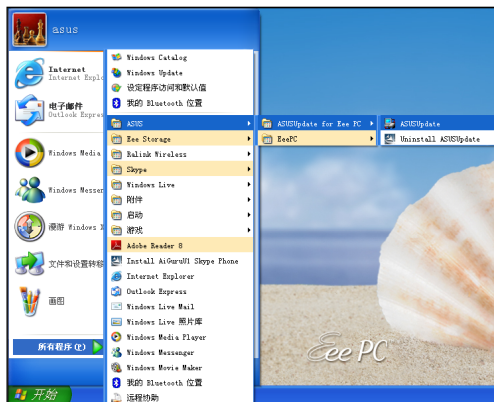 asus
Internet
Internet Explo
电子邮件
Outlook Expres
Windows Media
Windows Messen
漫游 Windows X
文件和设置转移
画图
所有程序(P)
开始
Windows Catalog
Windows Update
设定程序访问和默认值
我的 Bluetooth 位置
ASUS
Eee Storage
Ralink Wireless
Skype
Windows Live
附件
启动
游戏
Adobe Reader 8
Install AiGuruU1 Skype Phone
Internet Explorer
Outlook Express
Windows Live Mail
Windows Live 照片库
Windows Media Player
Windows Messenger
Windows Movie Maker
我的 Bluetooth 位置
远程协助
ASUSUpdate for Eee PC
EeePC
ASUSUpdate
Uninstall ASUSUpdate
Eee PC